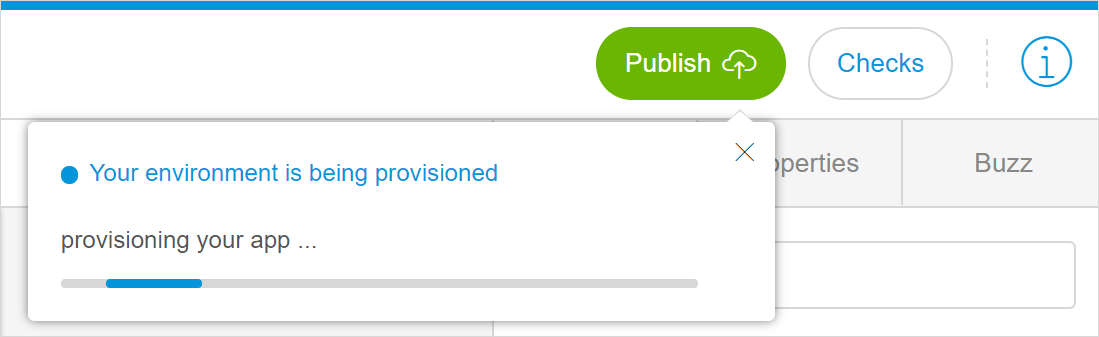 Publish
Checks
Your environment is being provisioned
operties
Buzz
provisioning your app ...